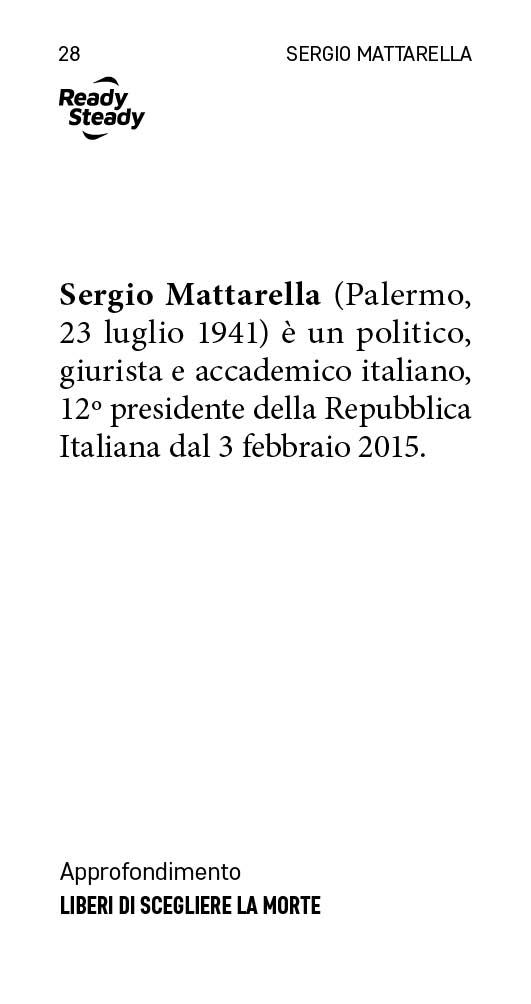 28
SERGIO MATTARELLA
Ready
Steady
Sergio Mattarella (Palermo,
23 luglio 1941) è un politico,
giurista e accademico italiano,
12º presidente della Repubblica
Italiana dal 3 febbraio 2015.
Approfondimento
LIBERI DI SCEGLIERE LA MORTE